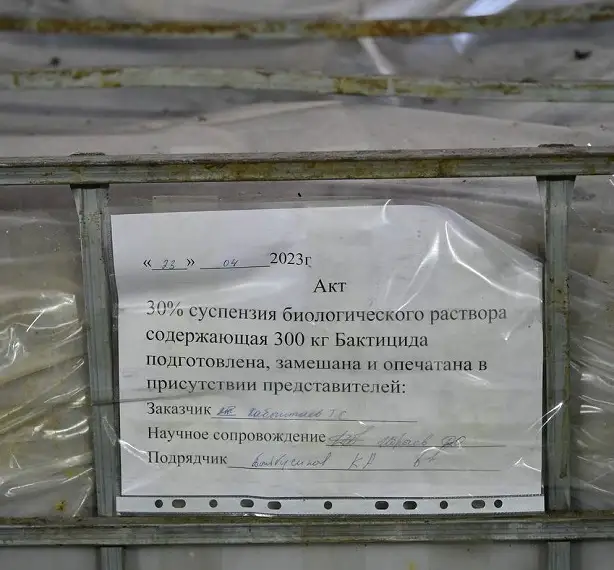 «23» 04 2023г
Акт
30% суспензия биологического раствора
содержающая 300 кг Бактицида
подготовлена, замешана и опечатана в
присутствии представителей:
Заказчик
Научное сопровождение
Подрядчик